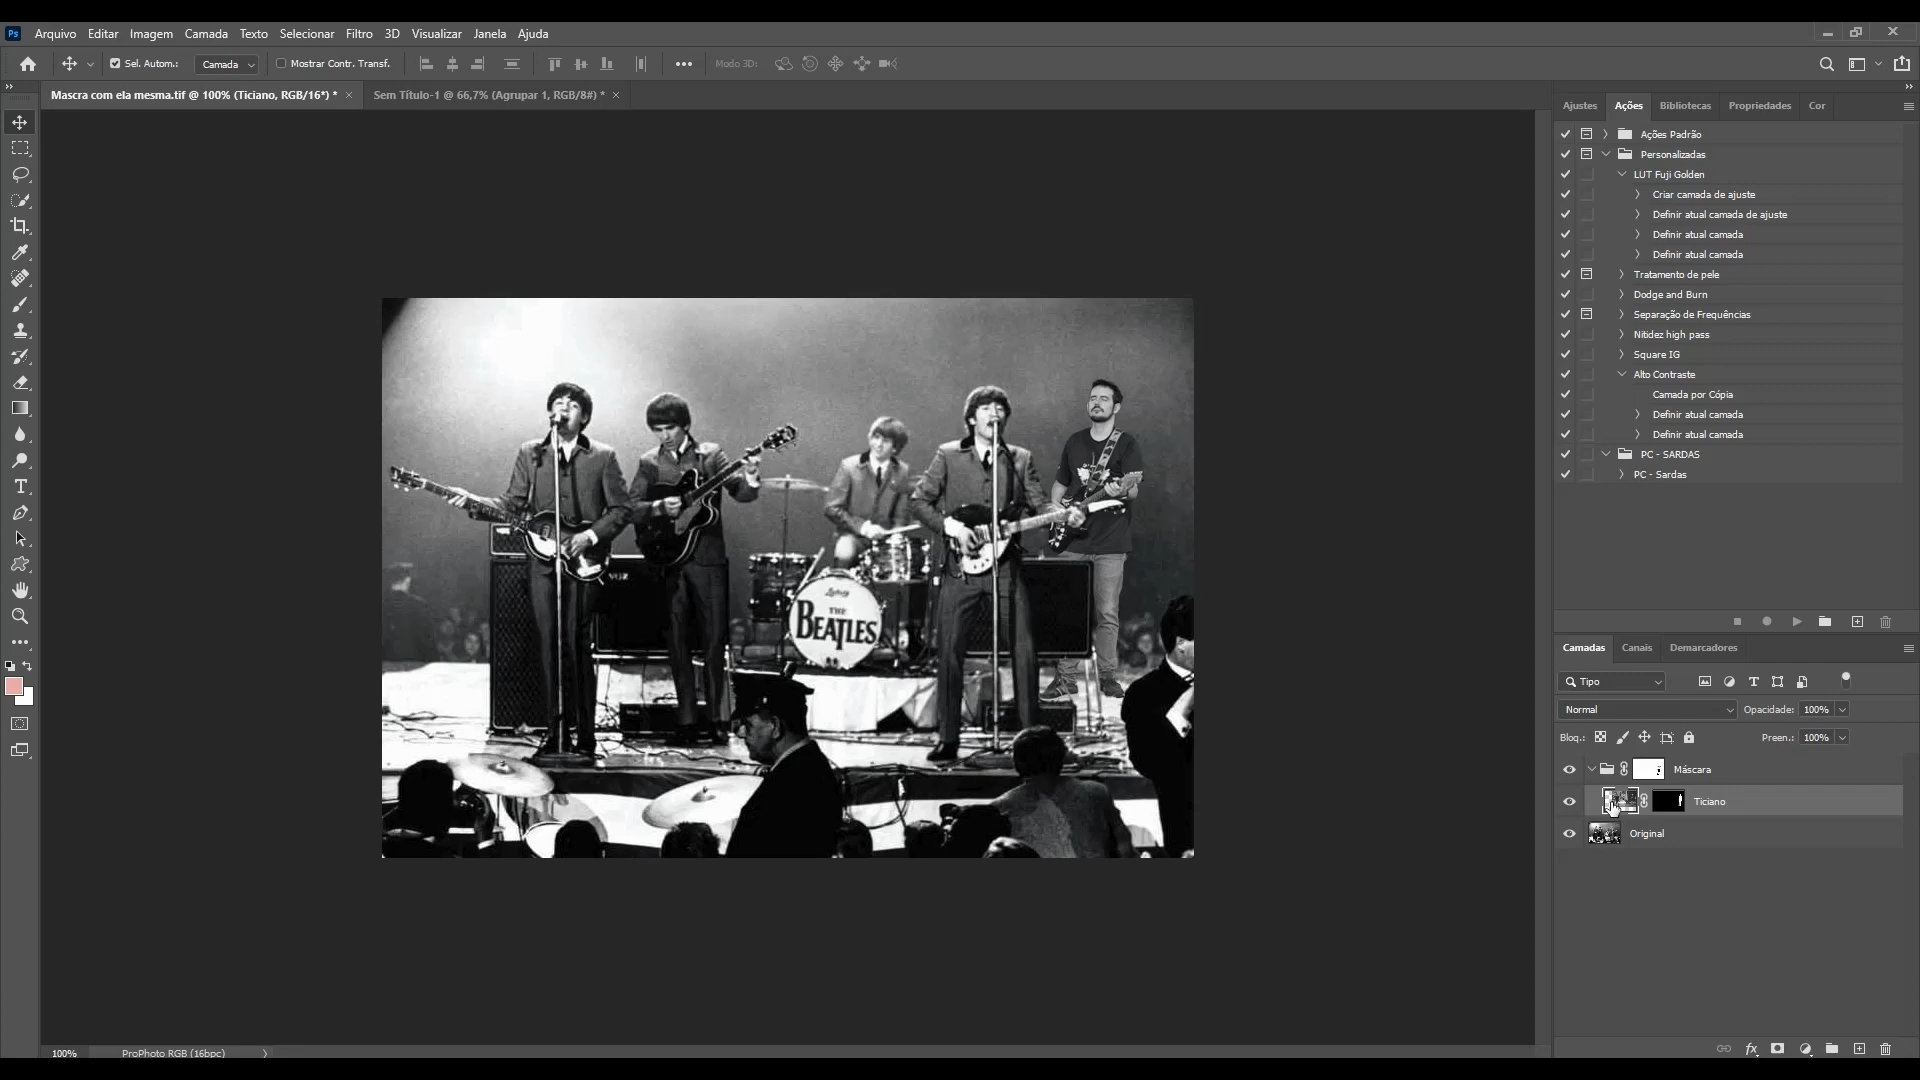 Ps Arquivo Editar Imagem Camada Texto Selecionar Filtro 3D Visualizar Janela Ajuda
Sel. Autom.: Camada Mostrar Contr. Transf. Modo 3D:
Mascra com ela mesma.tif @ 100% (Ticiano, RGB/16*) * Sem Título-1 @ 66,7% (Agrupar 1, RGB/8#) *
Ajustes Ações Bibliotecas Propriedades Cor
Ações Padrão
Personalizadas
LUT Fuji Golden
Criar camada de ajuste
Definir atual camada de ajuste
Definir atual camada
Definir atual camada
Tratamento de pele
Dodge and Burn
Separação de Frequências
Nitidez high pass
Square IG
Alto Contraste
Camada por Cópia
Definir atual camada
Definir atual camada
PC - SARDAS
PC - Sardas
VOX
Ludwig
THE
BEATLES
Camadas Canais Demarcadores
Tipo
Normal Opacidade: 100%
Bloq.: Preen.: 100%
Máscara
Ticiano
Original
100% ProPhoto RGB (16bpc)